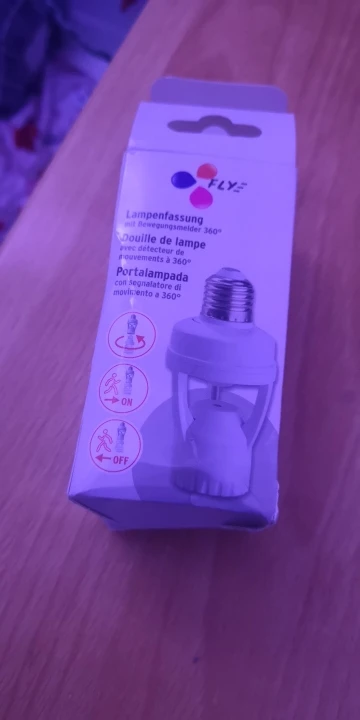 FLYE
Lampenfassung
mit Bewegungsmelder 360°
Douille de lampe
avec détecteur de
mouvements à 360°
Portalampada
con segnalatore di
movimento a 360°
ON
OFF